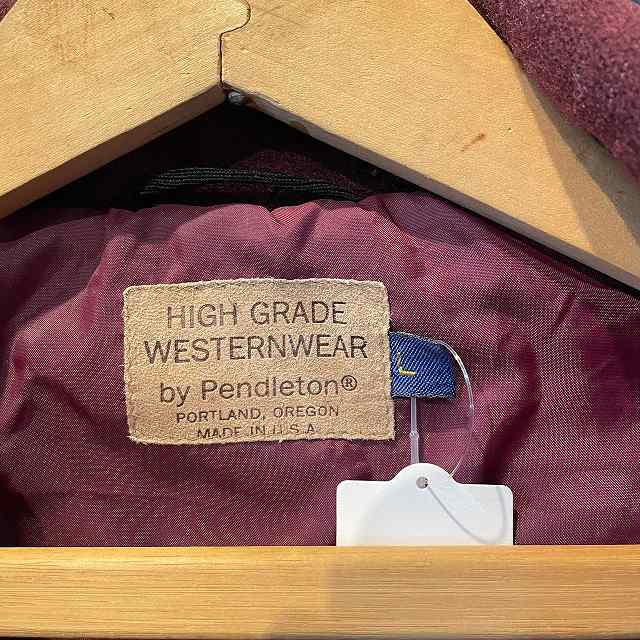 HIGH GRADE
WESTERNWEAR
by Pendleton®
PORTLAND, OREGON
MADE IN U.S.A.
L